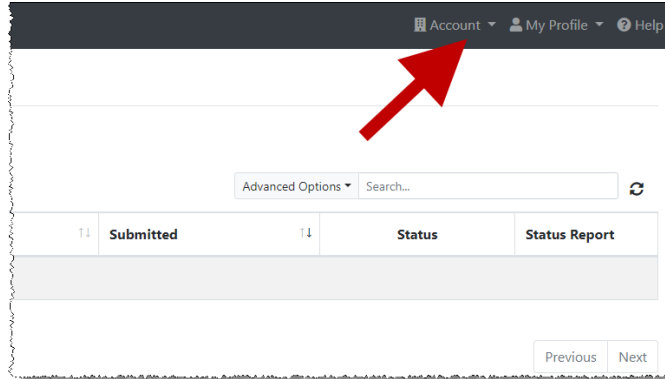 Account My Profile Help
Advanced Options Search...
Submitted Status Status Report
Previous Next